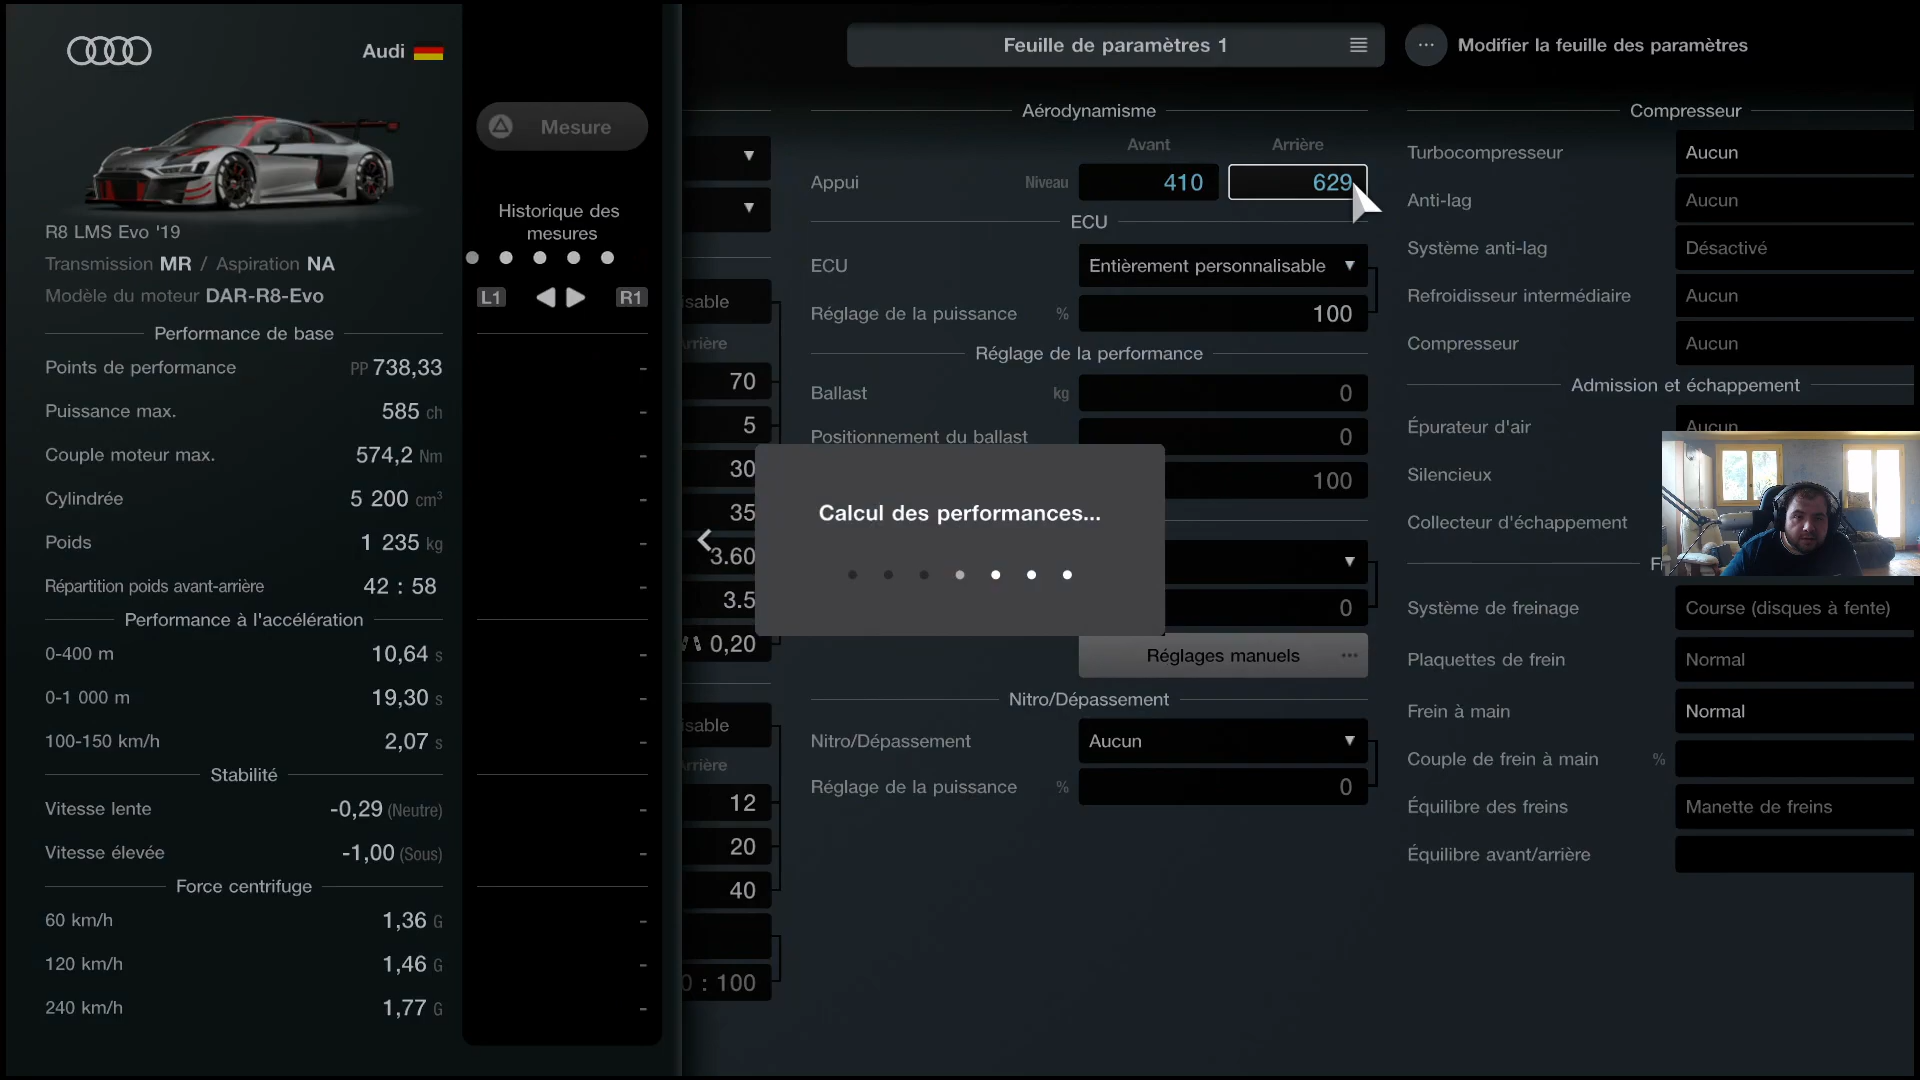 Audi
R8 LMS Evo '19
Transmission MR / Aspiration NA
Modèle du moteur DAR-R8-Evo
Performance de base
Points de performance PP 738,33
Puissance max. 585 ch
Couple moteur max. 574,2 Nm
Cylindrée 5 200 cm³
Poids 1 235 kg
Répartition poids avant-arrière 42 : 58
Performance à l'accélération
0-400 m 10,64 s
0-1 000 m 19,30 s
100-150 km/h 2,07 s
Stabilité
Vitesse lente -0,29 (Neutre)
Vitesse élevée -1,00 (Sous)
Force centrifuge
60 km/h 1,36 G
120 km/h 1,46 G
240 km/h 1,77 G
Mesure
Historique des
mesures
L1 R1
-
-
-
-
-
-
-
-
-
-
-
-
-
-
70
5
30
35
3.60
3.5
0,20
12
20
40
: 100
Feuille de paramètres 1
Modifier la feuille des paramètres
Aérodynamisme
Avant Arrière
Appui Niveau 410 629
ECU
ECU Entièrement personnalisable
Réglage de la puissance % 100
Réglage de la performance
Ballast kg 0
Positionnement du ballast 0
100
Calcul des performances...
0
Réglages manuels
Nitro/Dépassement
Nitro/Dépassement Aucun
Réglage de la puissance % 0
Compresseur
Turbocompresseur Aucun
Anti-lag Aucun
Système anti-lag Désactivé
Refroidisseur intermédiaire Aucun
Compresseur Aucun
Admission et échappement
Épurateur d'air Aucun
Silencieux
Collecteur d'échappement
Système de freinage Course (disques à fente)
Plaquettes de frein Normal
Frein à main Normal
Couple de frein à main %
Équilibre des freins Manette de freins
Équilibre avant/arrière